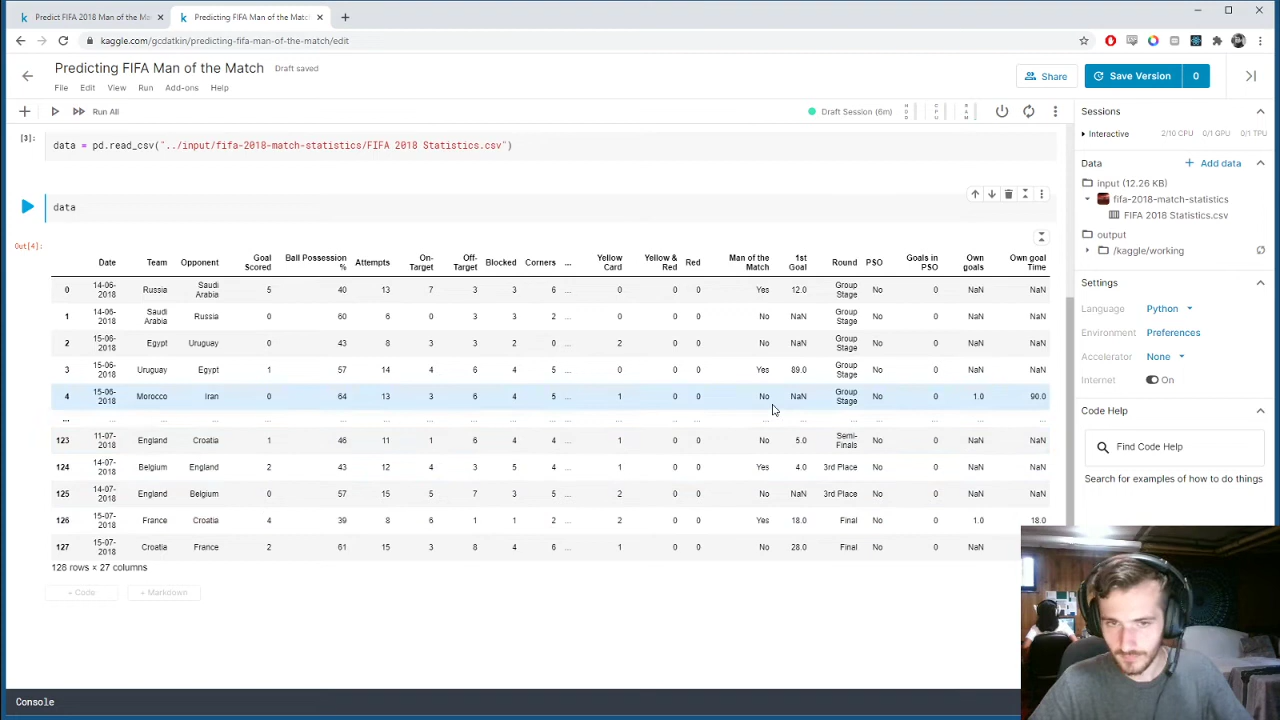 Predict FIFA 2018 Man of the Ma
Predicting FIFA Man of the Matc
kaggle.com/gcdatkin/predicting-fifa-man-of-the-match/edit
Predicting FIFA Man of the Match
Draft saved
Share
Save Version
0
File
Edit
View
Run
Add-ons
Help
Run All
Draft Session (6m)
[3]:
data = pd.read_csv("../input/fifa-2018-match-statistics/FIFA 2018 Statistics.csv")
data
Out[4]:
Date Team Opponent Goal Scored Ball Possession % Attempts On-Target Off-Target Blocked Corners ... Yellow Card Yellow & Red Red Man of the Match 1st Goal Round PSO Goals in PSO Own goals Own goal Time
0 14-06-2018 Russia Saudi Arabia 5 40 13 7 3 3 6 ... 0 0 0 Yes 12.0 Group Stage No 0 NaN NaN
1 14-06-2018 Saudi Arabia Russia 0 60 6 0 3 3 2 ... 0 0 0 No NaN Group Stage No 0 NaN NaN
2 15-06-2018 Egypt Uruguay 0 43 8 3 3 2 0 ... 2 0 0 No NaN Group Stage No 0 NaN NaN
3 15-06-2018 Uruguay Egypt 1 57 14 4 6 4 5 ... 0 0 0 Yes 89.0 Group Stage No 0 NaN NaN
4 15-06-2018 Morocco Iran 0 64 13 3 6 4 5 ... 1 0 0 No NaN Group Stage No 0 1.0 90.0
... ... ... ... ... ... ... ... ... ... ... ... ... ... ... ... ... ... ... ... ... ...
123 11-07-2018 England Croatia 1 46 11 1 6 4 4 ... 1 0 0 No 5.0 Semi-Finals No 0 NaN NaN
124 14-07-2018 Belgium England 2 43 12 4 3 5 4 ... 1 0 0 Yes 4.0 3rd Place No 0 NaN NaN
125 14-07-2018 England Belgium 0 57 15 5 7 3 5 ... 2 0 0 No NaN 3rd Place No 0 NaN NaN
126 15-07-2018 France Croatia 4 39 8 6 1 1 2 ... 2 0 0 Yes 18.0 Final No 0 1.0 18.0
127 15-07-2018 Croatia France 2 61 15 3 8 4 6 ... 1 0 0 No 28.0 Final No 0 NaN NaN
128 rows × 27 columns
+ Code
+ Markdown
Console
Sessions
Interactive
2/10 CPU 0/1 GPU 0/1 TPU
Data
+ Add data
input (12.26 KB)
fifa-2018-match-statistics
FIFA 2018 Statistics.csv
output
/kaggle/working
Settings
Language
Python
Environment
Preferences
Accelerator
None
Internet
On
Code Help
Find Code Help
Search for examples of how to do things